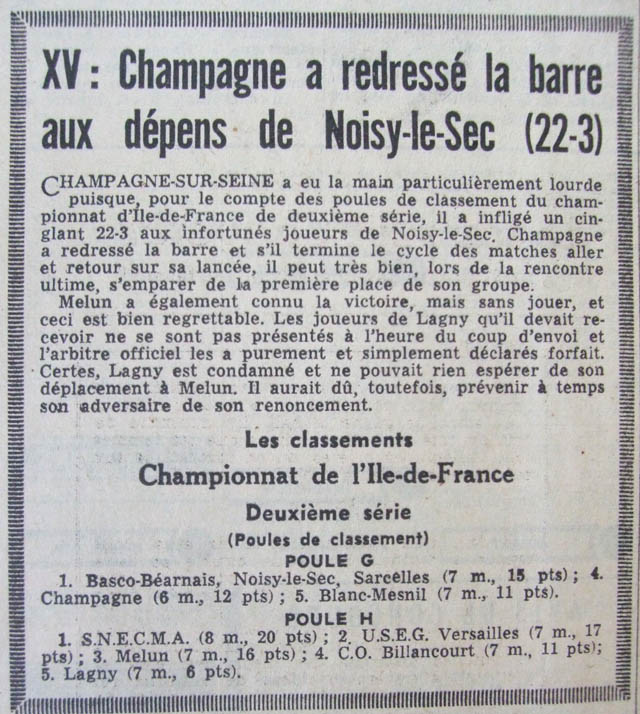 XV : Champagne a redressé la barre
aux dépens de Noisy-le-Sec (22-3)
CHAMPAGNE-SUR-SEINE a eu la main particulièrement lourde
puisque, pour le compte des poules de classement du cham-
pionnat d'Ile-de-France de deuxième série, il a infligé un cin-
glant 22-3 aux infortunés joueurs de Noisy-le-Sec. Champagne
a redressé la barre et s'il termine le cycle des matches aller
et retour sur sa lancée, il peut très bien, lors de la rencontre
ultime, s'emparer de la première place de son groupe.
Melun a également connu la victoire, mais sans jouer, et
ceci est bien regrettable. Les joueurs de Lagny qu'il devait re-
cevoir ne se sont pas présentés à l'heure du coup d'envoi et
l'arbitre officiel les a purement et simplement déclarés forfait.
Certes, Lagny est condamné et ne pouvait rien espérer de son
déplacement à Melun. Il aurait dû, toutefois, prévenir à temps
son adversaire de son renoncement.
Les classements
Championnat de l'Ile-de-France
Deuxième série
(Poules de classement)
POULE G
1. Basco-Béarnais, Noisy-le-Sec, Sarcelles (7 m., 15 pts) ; 4.
Champagne (6 m., 12 pts) ; 5. Blanc-Mesnil (7 m., 11 pts).
POULE H
1. S.N.E.C.M.A. (8 m., 20 pts) ; 2. U.S.E.G. Versailles (7 m., 17
pts) ; 3. Melun (7 m., 16 pts) ; 4. C.O. Billancourt (7 m., 11 pts);
5. Lagny (7 m., 6 pts).